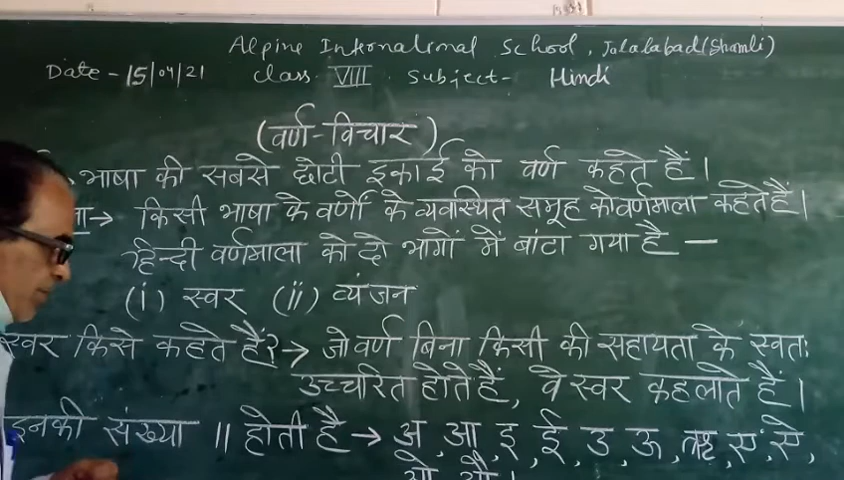 Alpine International School, Jalalabad (Shamli)
Date - 15/04/21 Class VIII Subject - Hindi
(वर्ण-विचार)
भाषा की सबसे छोटी इकाई को वर्ण कहते हैं।
→ किसी भाषा के वर्णों के व्यवस्थित समूह को वर्णमाला कहते हैं।
हिन्दी वर्णमाला को दो भागों में बांटा गया है —
(i) स्वर (ii) व्यंजन
स्वर किसे कहते हैं? → जो वर्ण बिना किसी की सहायता के स्वतः
उच्चरित होते हैं, वे स्वर कहलाते हैं।
इनकी संख्या 11 होती है → अ, आ, इ, ई, उ, ऊ, ऋ, ए, ऐ,
ओ, औ।